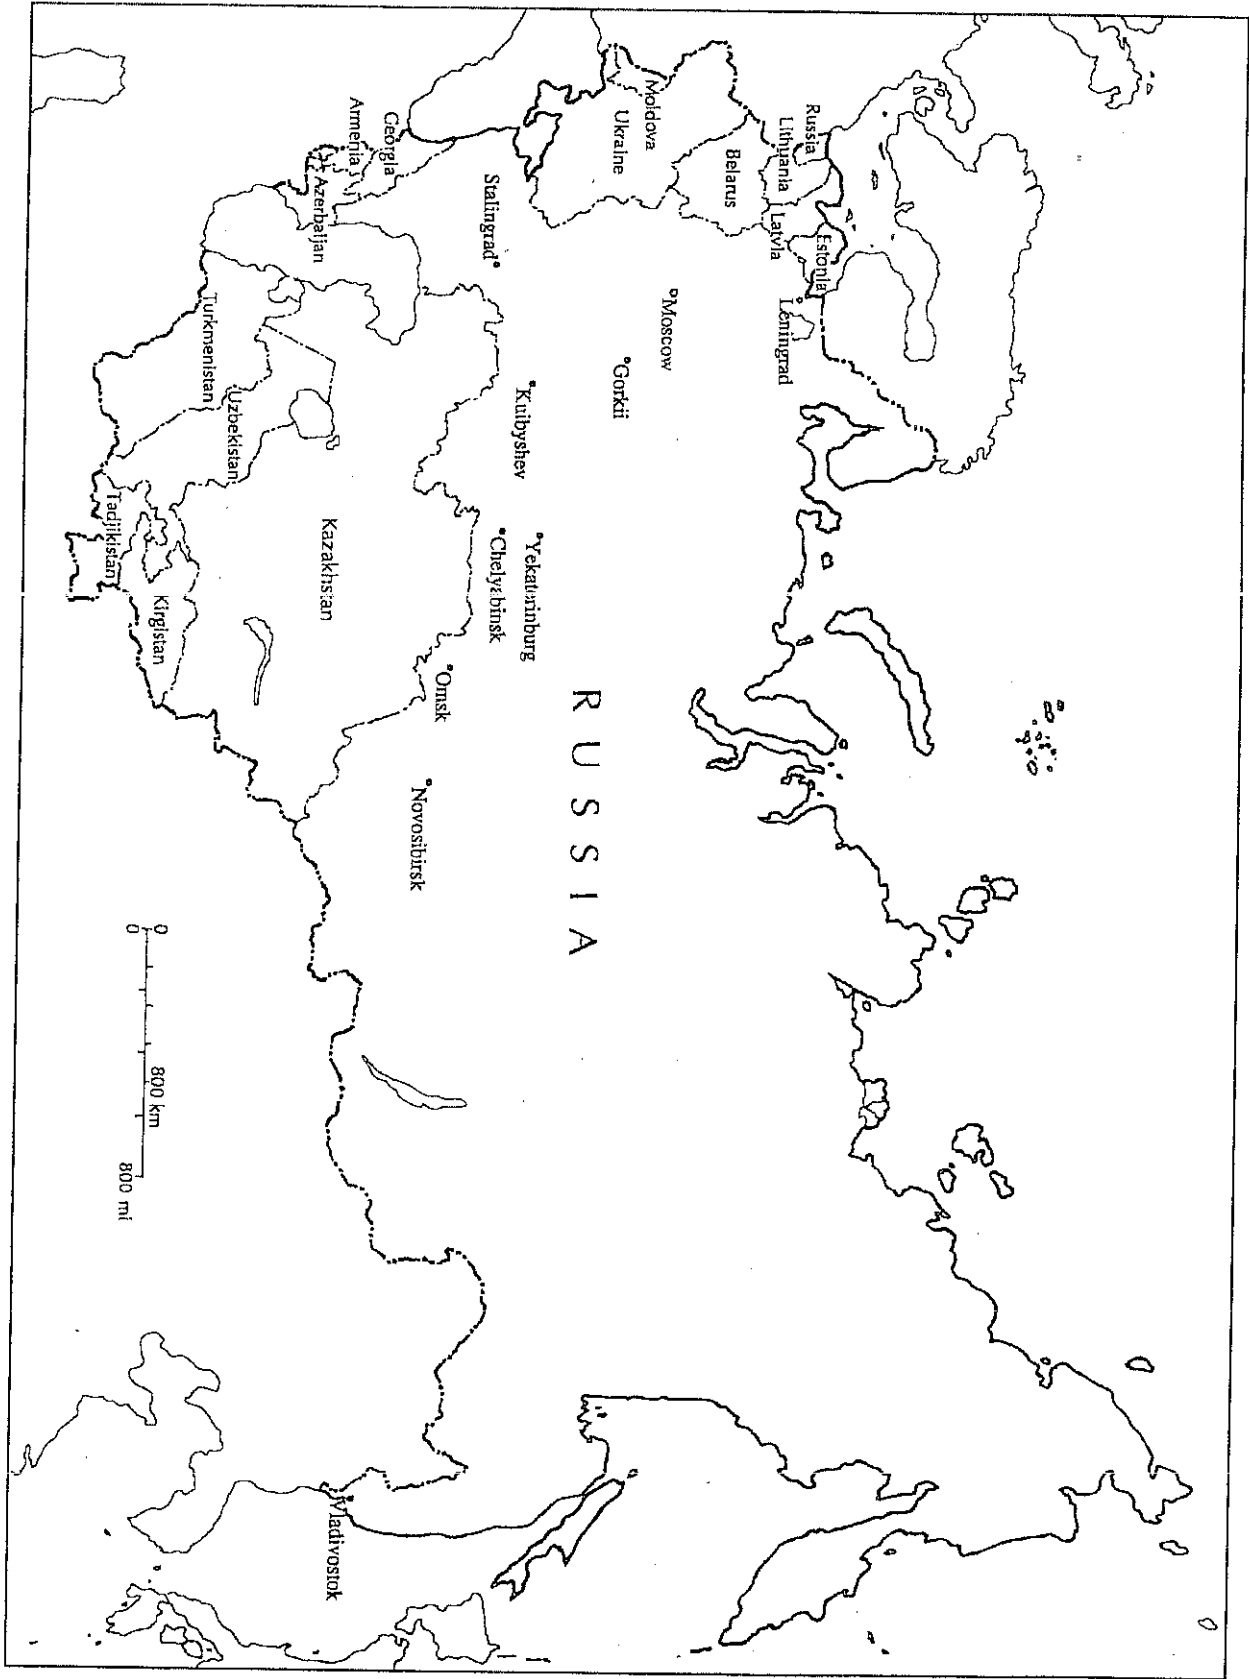 Russia
Lithuania
Latvia
Estonia
Leningrad
Moldova
Ukraine
Belarus
Moscow
Gorkii
Georgia
Armenia
Azerbaijan
Stalingrad
Kuibyshev
Yekaterinburg
Chelyabinsk
RUSSIA
Omsk
Novosibirsk
Turkmenistan
Uzbekistan
Kazakhstan
Tadjikistan
Kirgistan
Vladivostok
0
800 km
0
800 mi